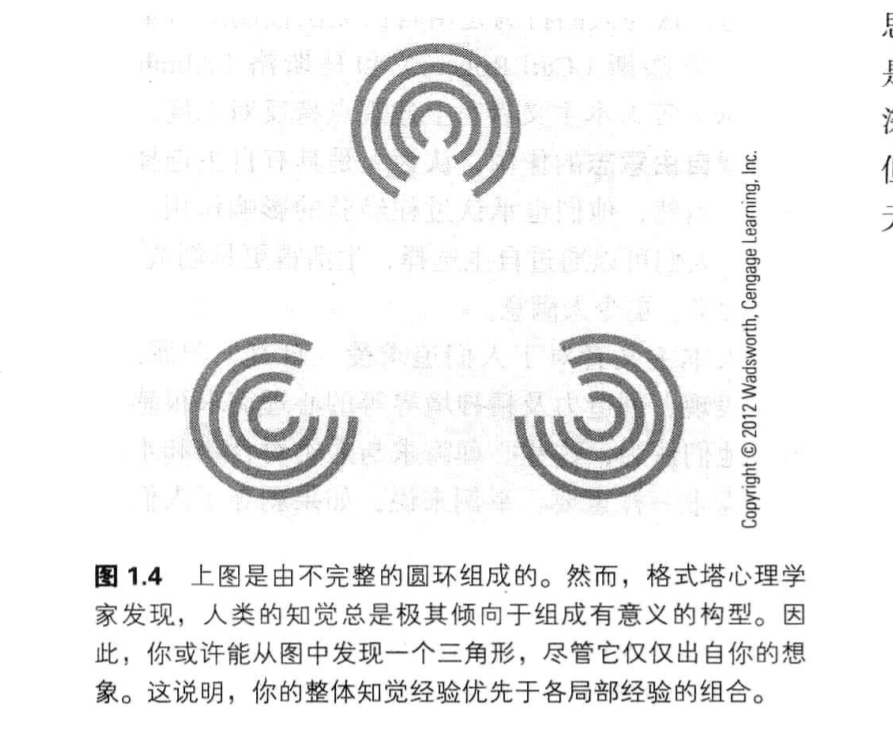 Copyright © 2012 Wadsworth, Cengage Learning, Inc.
图 1.4 上图是由不完整的圆环组成的。然而，格式塔心理学
家发现，人类的知觉总是极其倾向于组成有意义的构型。因
此，你或许能从图中发现一个三角形，尽管它仅仅出自你的想
象。这说明，你的整体知觉经验优先于各局部经验的组合。
思
是
但